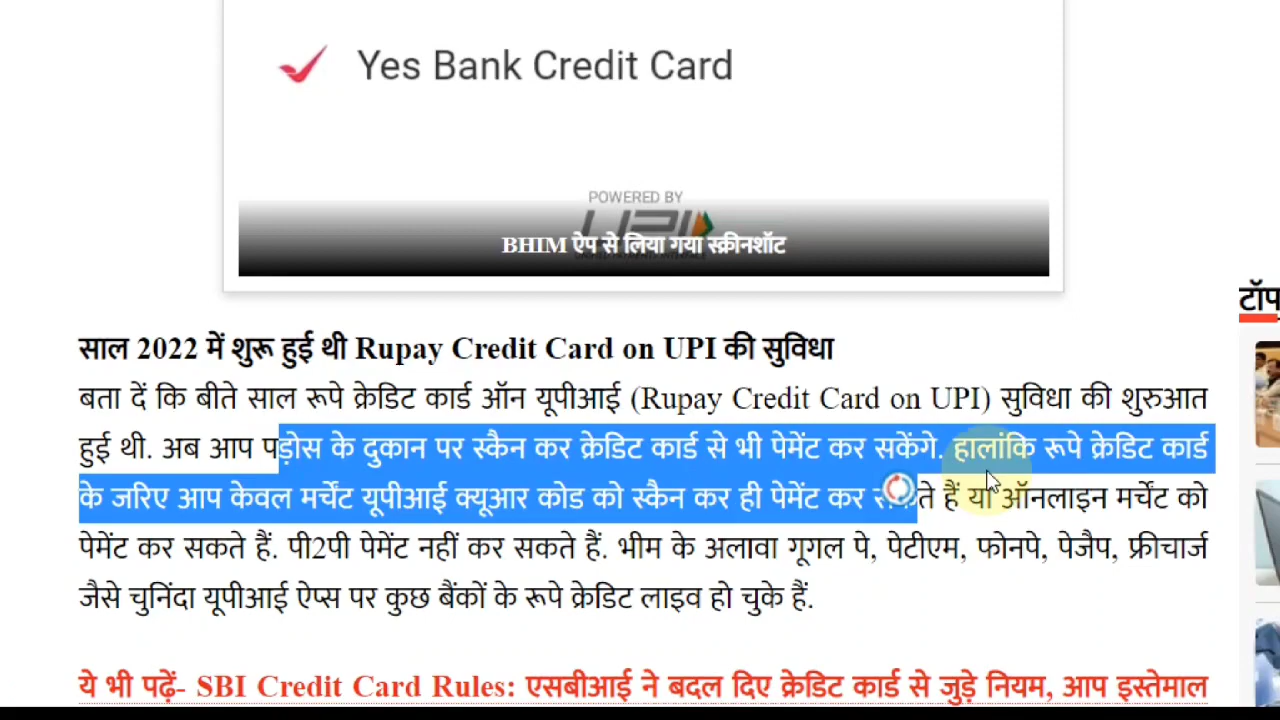 Yes Bank Credit Card
POWERED BY
UPI
BHIM ऐप से लिया गया स्क्रीनशॉट
साल 2022 में शुरू हुई थी Rupay Credit Card on UPI की सुविधा
बता दें कि बीते साल रूपे क्रेडिट कार्ड ऑन यूपीआई (Rupay Credit Card on UPI) सुविधा की शुरुआत
हुई थी. अब आप पड़ोस के दुकान पर स्कैन कर क्रेडिट कार्ड से भी पेमेंट कर सकेंगे. हालांकि रूपे क्रेडिट कार्ड
के जरिए आप केवल मर्चेंट यूपीआई क्यूआर कोड को स्कैन कर ही पेमेंट कर सकते हैं या ऑनलाइन मर्चेंट को
पेमेंट कर सकते हैं. पी2पी पेमेंट नहीं कर सकते हैं. भीम के अलावा गूगल पे, पेटीएम, फोनपे, पेजैप, फ्रीचार्ज
जैसे चुनिंदा यूपीआई ऐप्स पर कुछ बैंकों के रूपे क्रेडिट लाइव हो चुके हैं.
ये भी पढ़ें- SBI Credit Card Rules: एसबीआई ने बदल दिए क्रेडिट कार्ड से जुड़े नियम, आप इस्तेमाल
टॉप